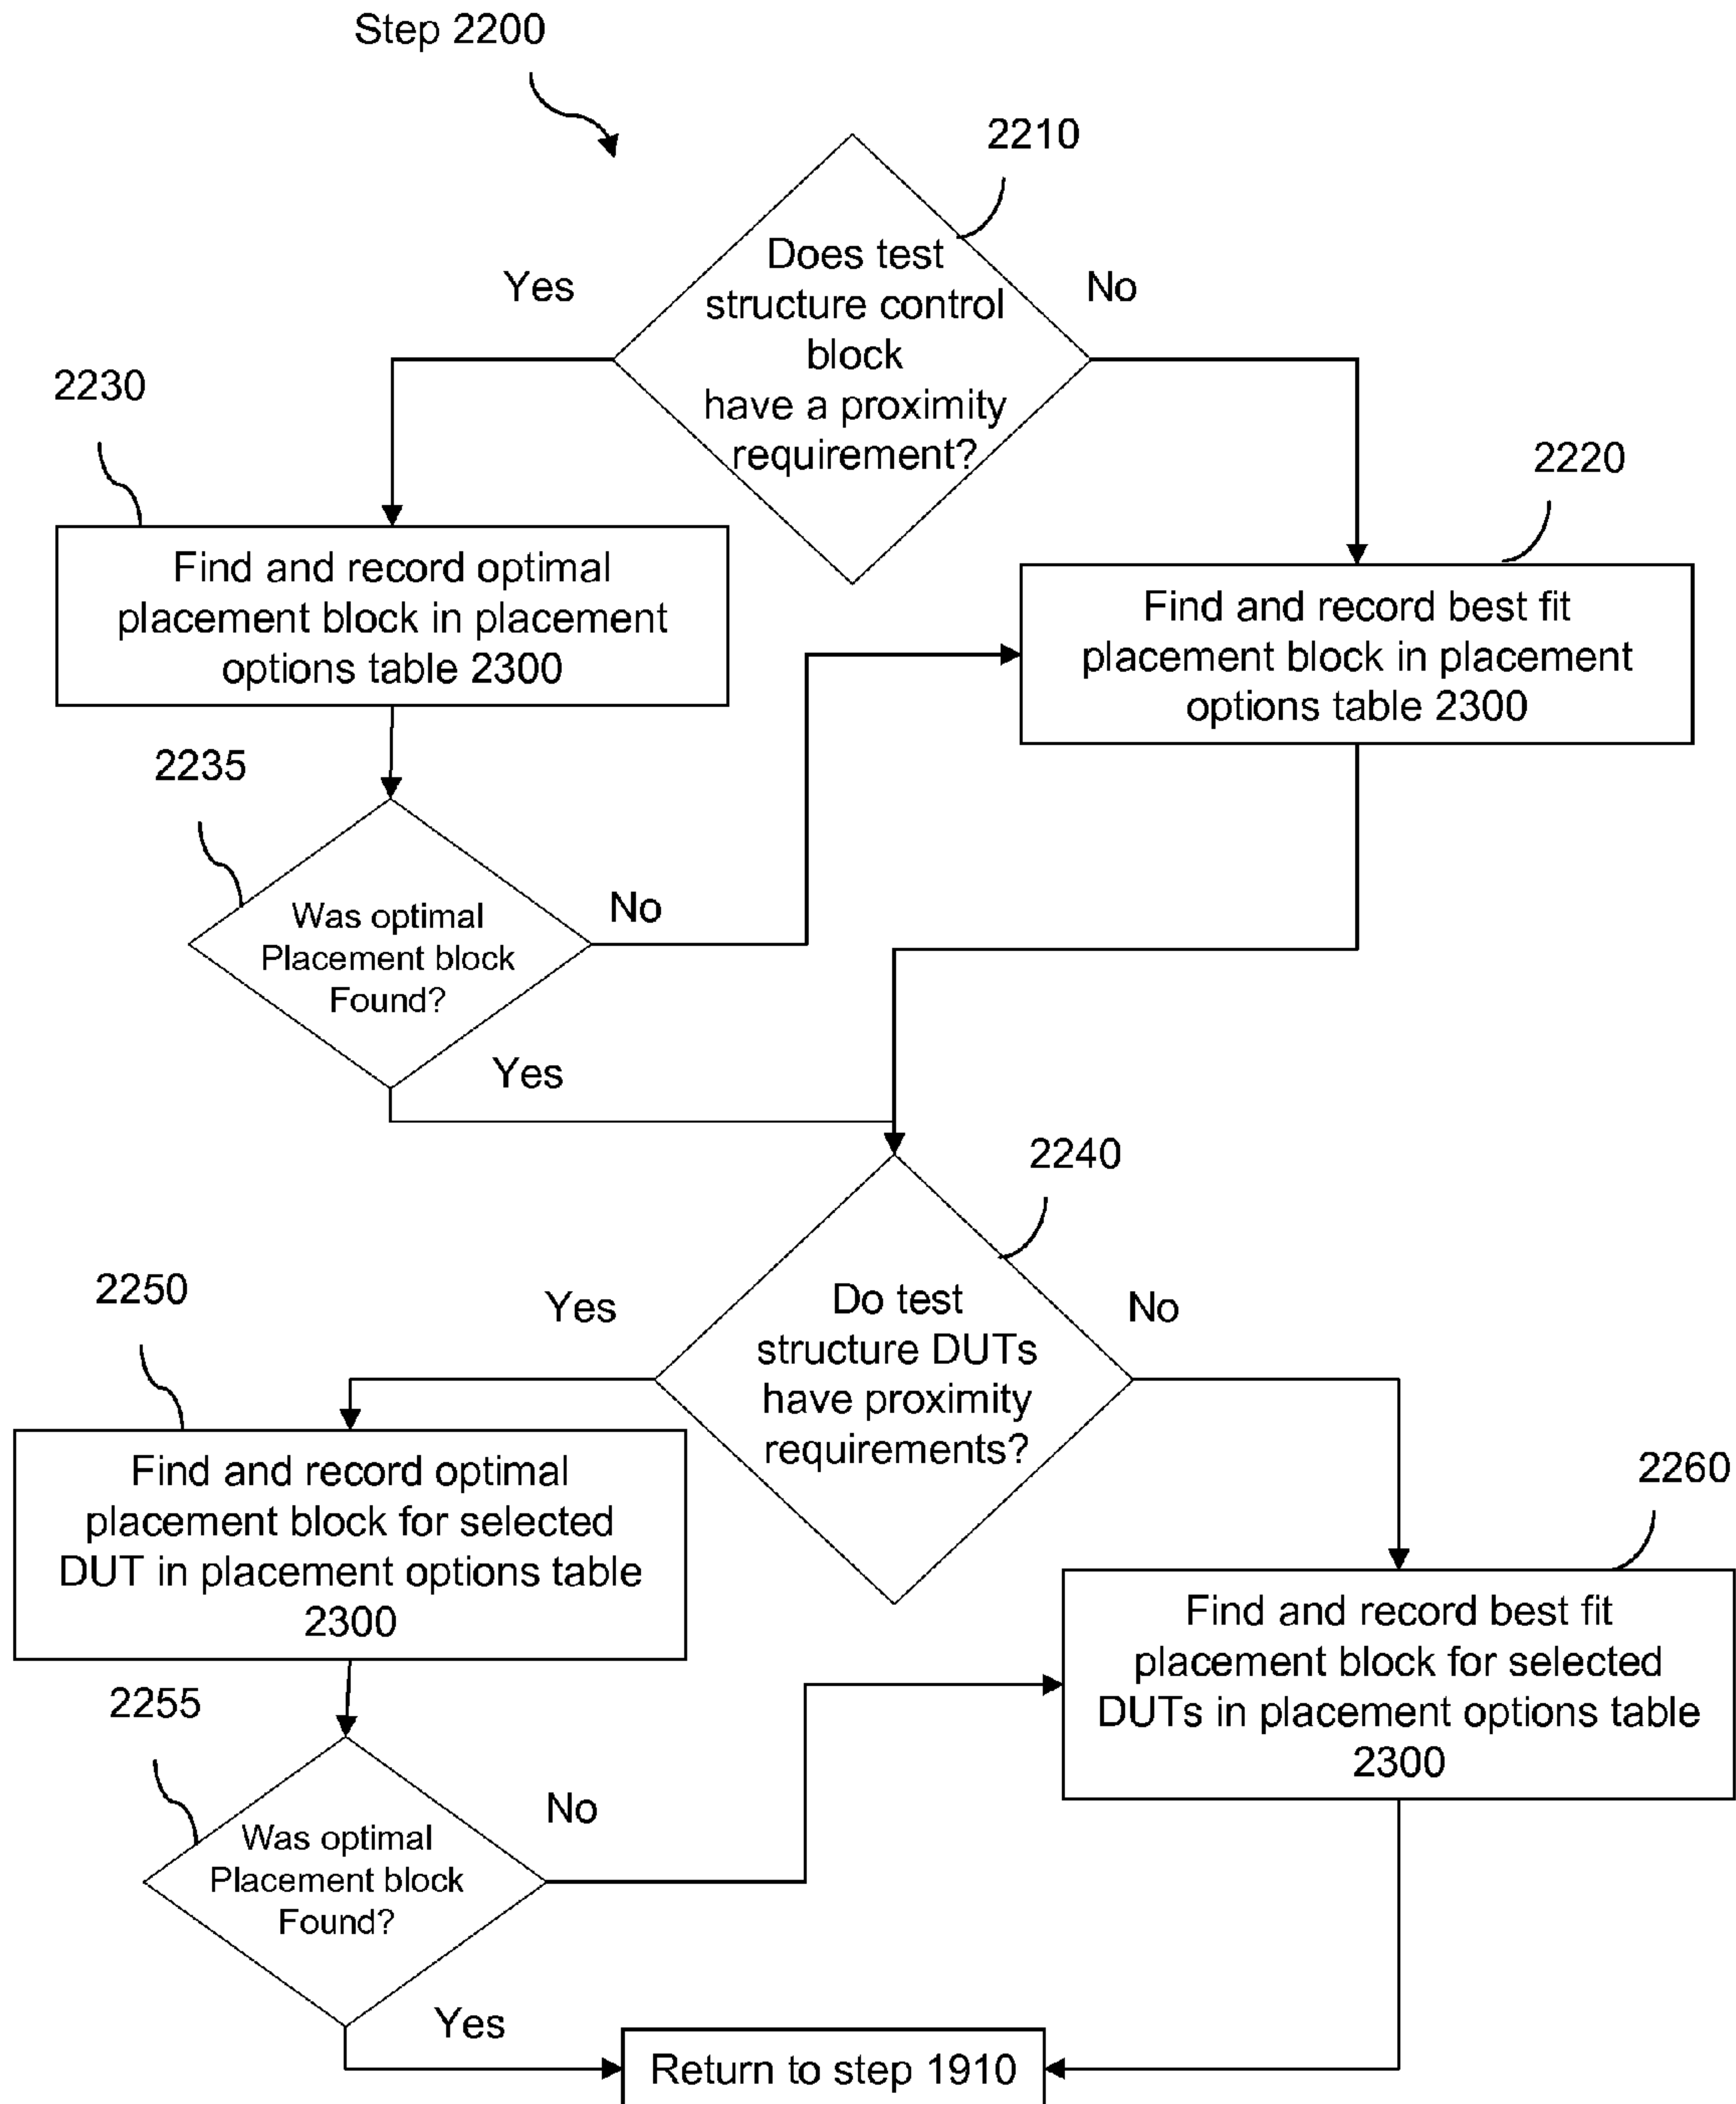 Step 2200
2210
Does test
structure control
block
have a proximity
requirement?
Yes
No
2230
Find and record optimal
placement block in placement
options table 2300
2220
Find and record best fit
placement block in placement
options table 2300
2235
Was optimal
Placement block
Found?
No
Yes
2240
Do test
structure DUTs
have proximity
requirements?
Yes
No
2250
Find and record optimal
placement block for selected
DUT in placement options table
2300
2260
Find and record best fit
placement block for selected
DUTs in placement options table
2300
2255
Was optimal
Placement block
Found?
No
Yes
Return to step 1910